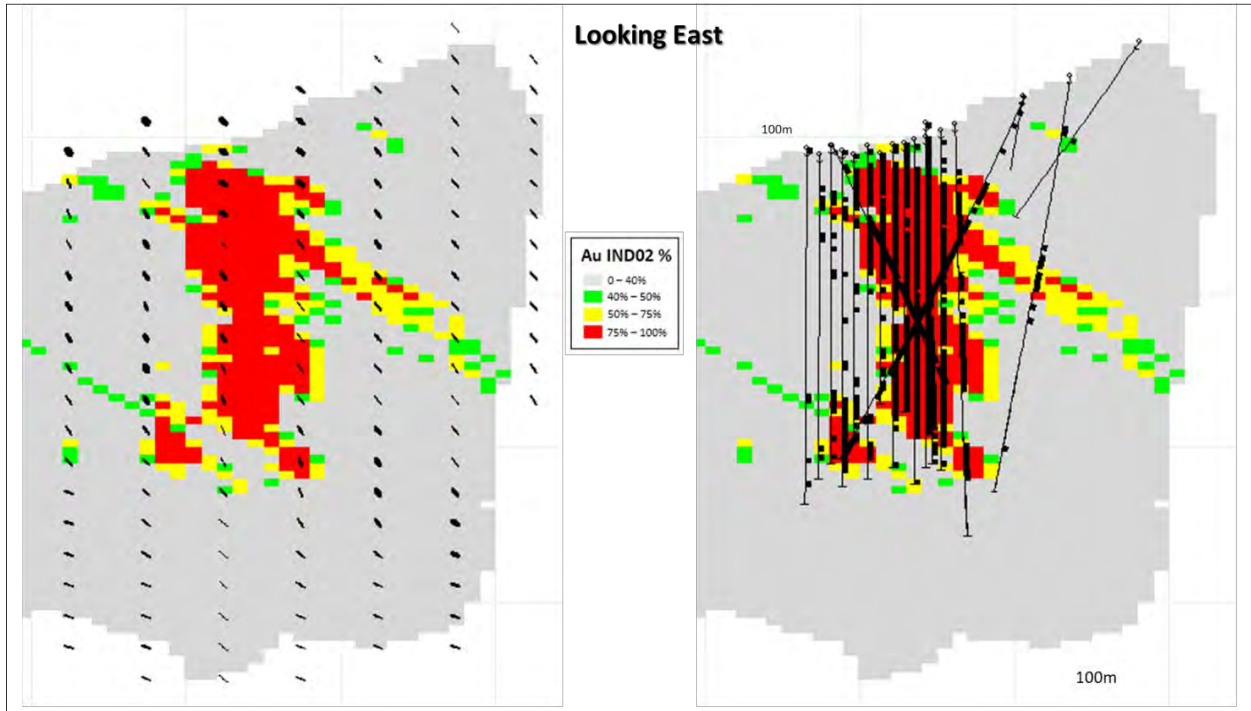 Looking East
100m
Au IND02 %
0 – 40%
40% – 50%
50% – 75%
75% – 100%
100m